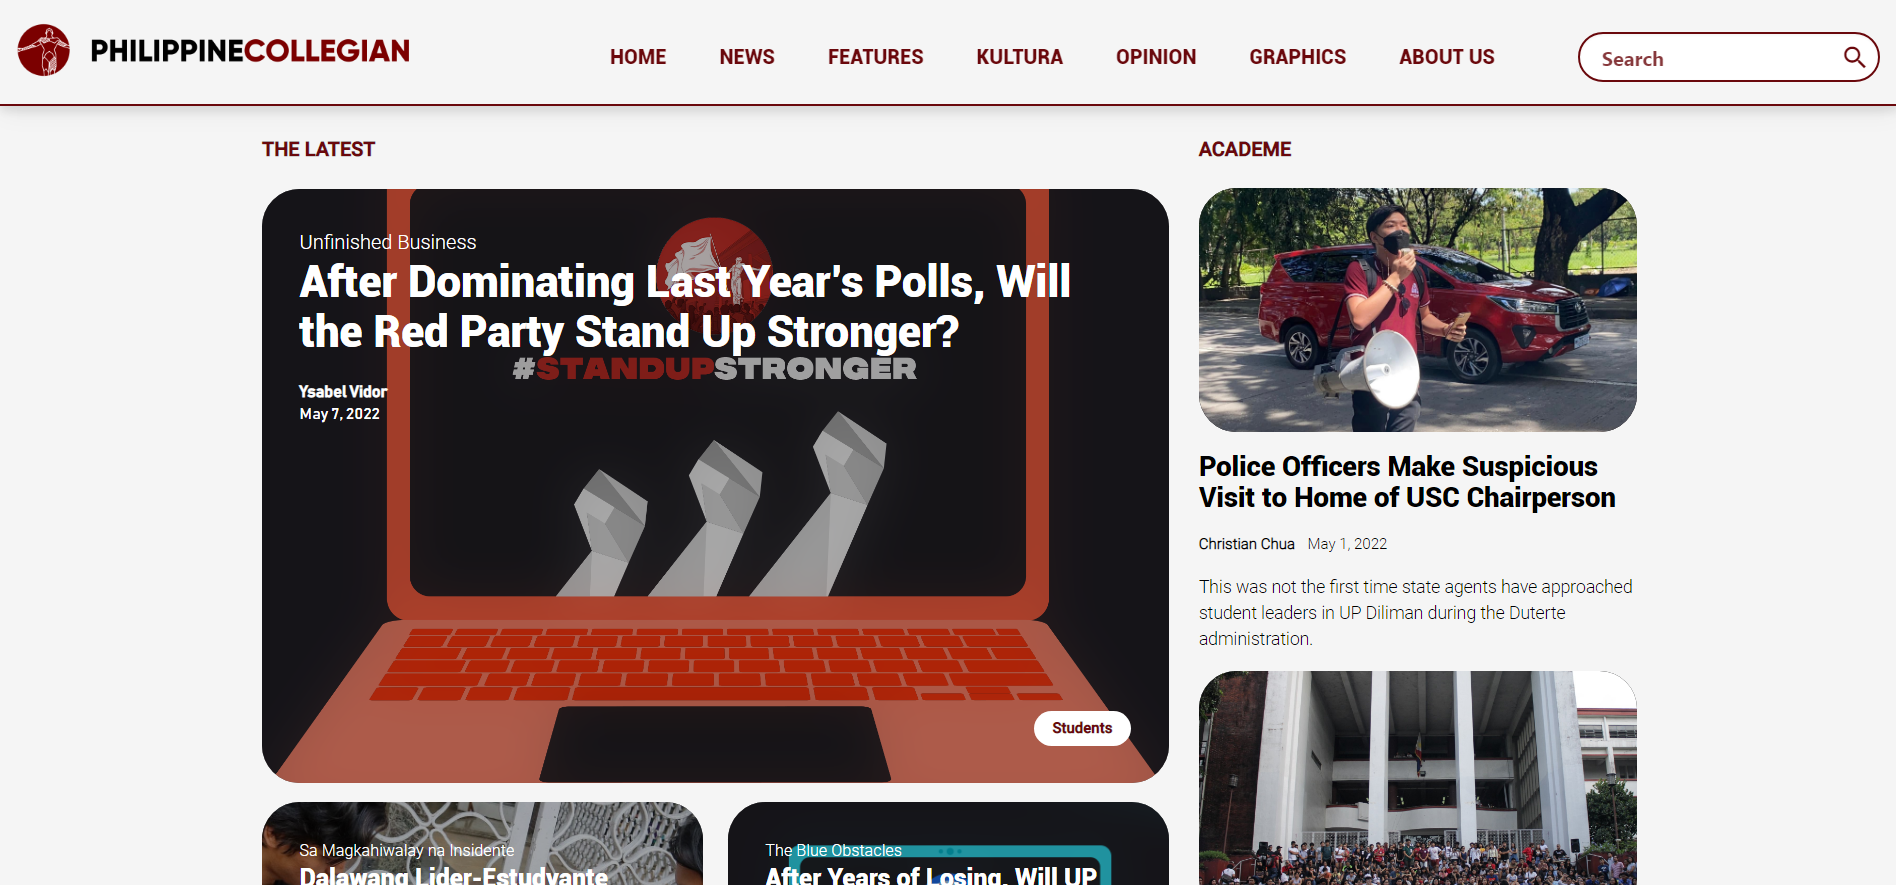 PHILIPPINECOLLEGIAN
HOME NEWS FEATURES KULTURA OPINION GRAPHICS ABOUT US
Search
THE LATEST
Unfinished Business
After Dominating Last Year's Polls, Will
the Red Party Stand Up Stronger?
#STANDUPSTRONGER
Ysabel Vidor
May 7, 2022
Students
Sa Magkahiwalay na Insidente
Dalawang Lider-Estudyante
The Blue Obstacles
After Years of Losing, Will UP
ACADEME
Police Officers Make Suspicious
Visit to Home of USC Chairperson
Christian Chua May 1, 2022
This was not the first time state agents have approached
student leaders in UP Diliman during the Duterte
administration.